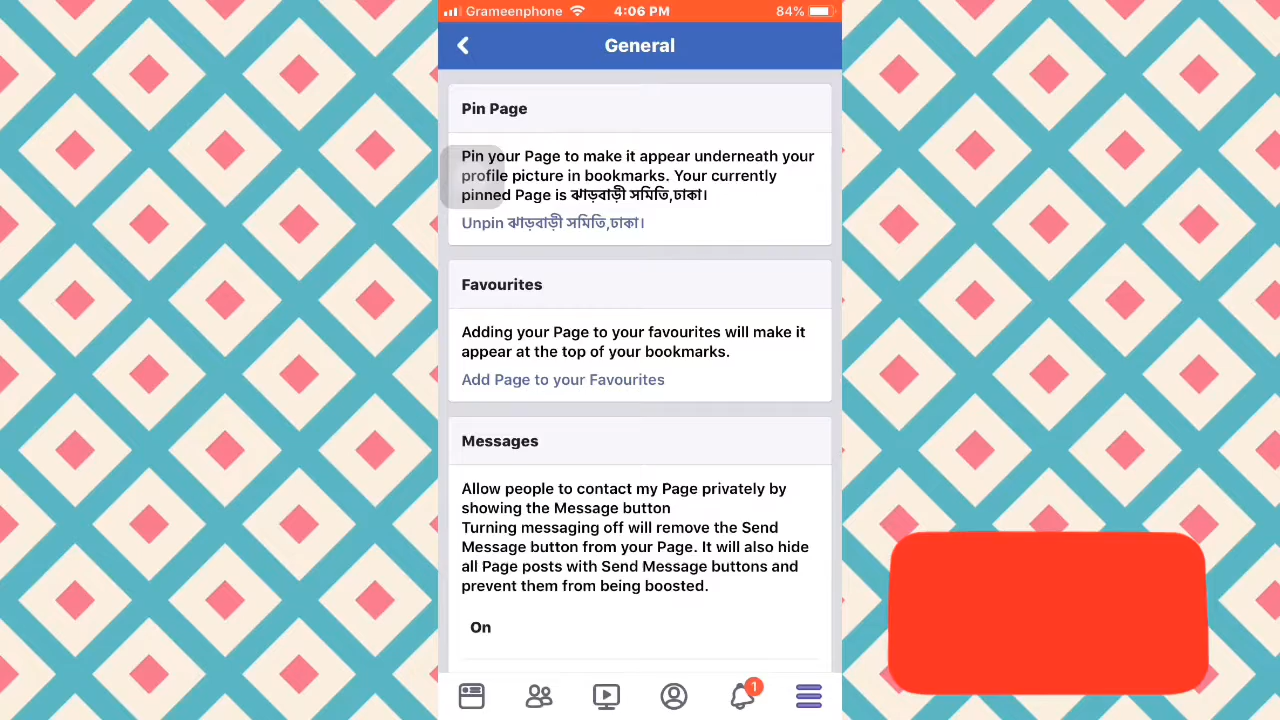 Grameenphone 4:06 PM 84%
General
Pin Page
Pin your Page to make it appear underneath your
profile picture in bookmarks. Your currently
pinned Page is ঝাড়বাড়ী সমিতি,ঢাকা।
Unpin ঝাড়বাড়ী সমিতি,ঢাকা।
Favourites
Adding your Page to your favourites will make it
appear at the top of your bookmarks.
Add Page to your Favourites
Messages
Allow people to contact my Page privately by
showing the Message button
Turning messaging off will remove the Send
Message button from your Page. It will also hide
all Page posts with Send Message buttons and
prevent them from being boosted.
On
1